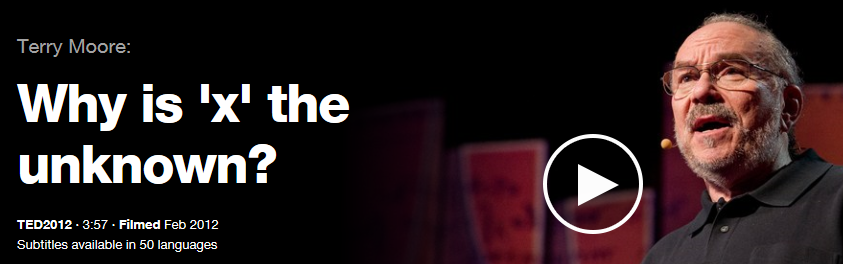 Terry Moore:
Why is 'x' the
unknown?
TED2012 · 3:57 · Filmed Feb 2012
Subtitles available in 50 languages